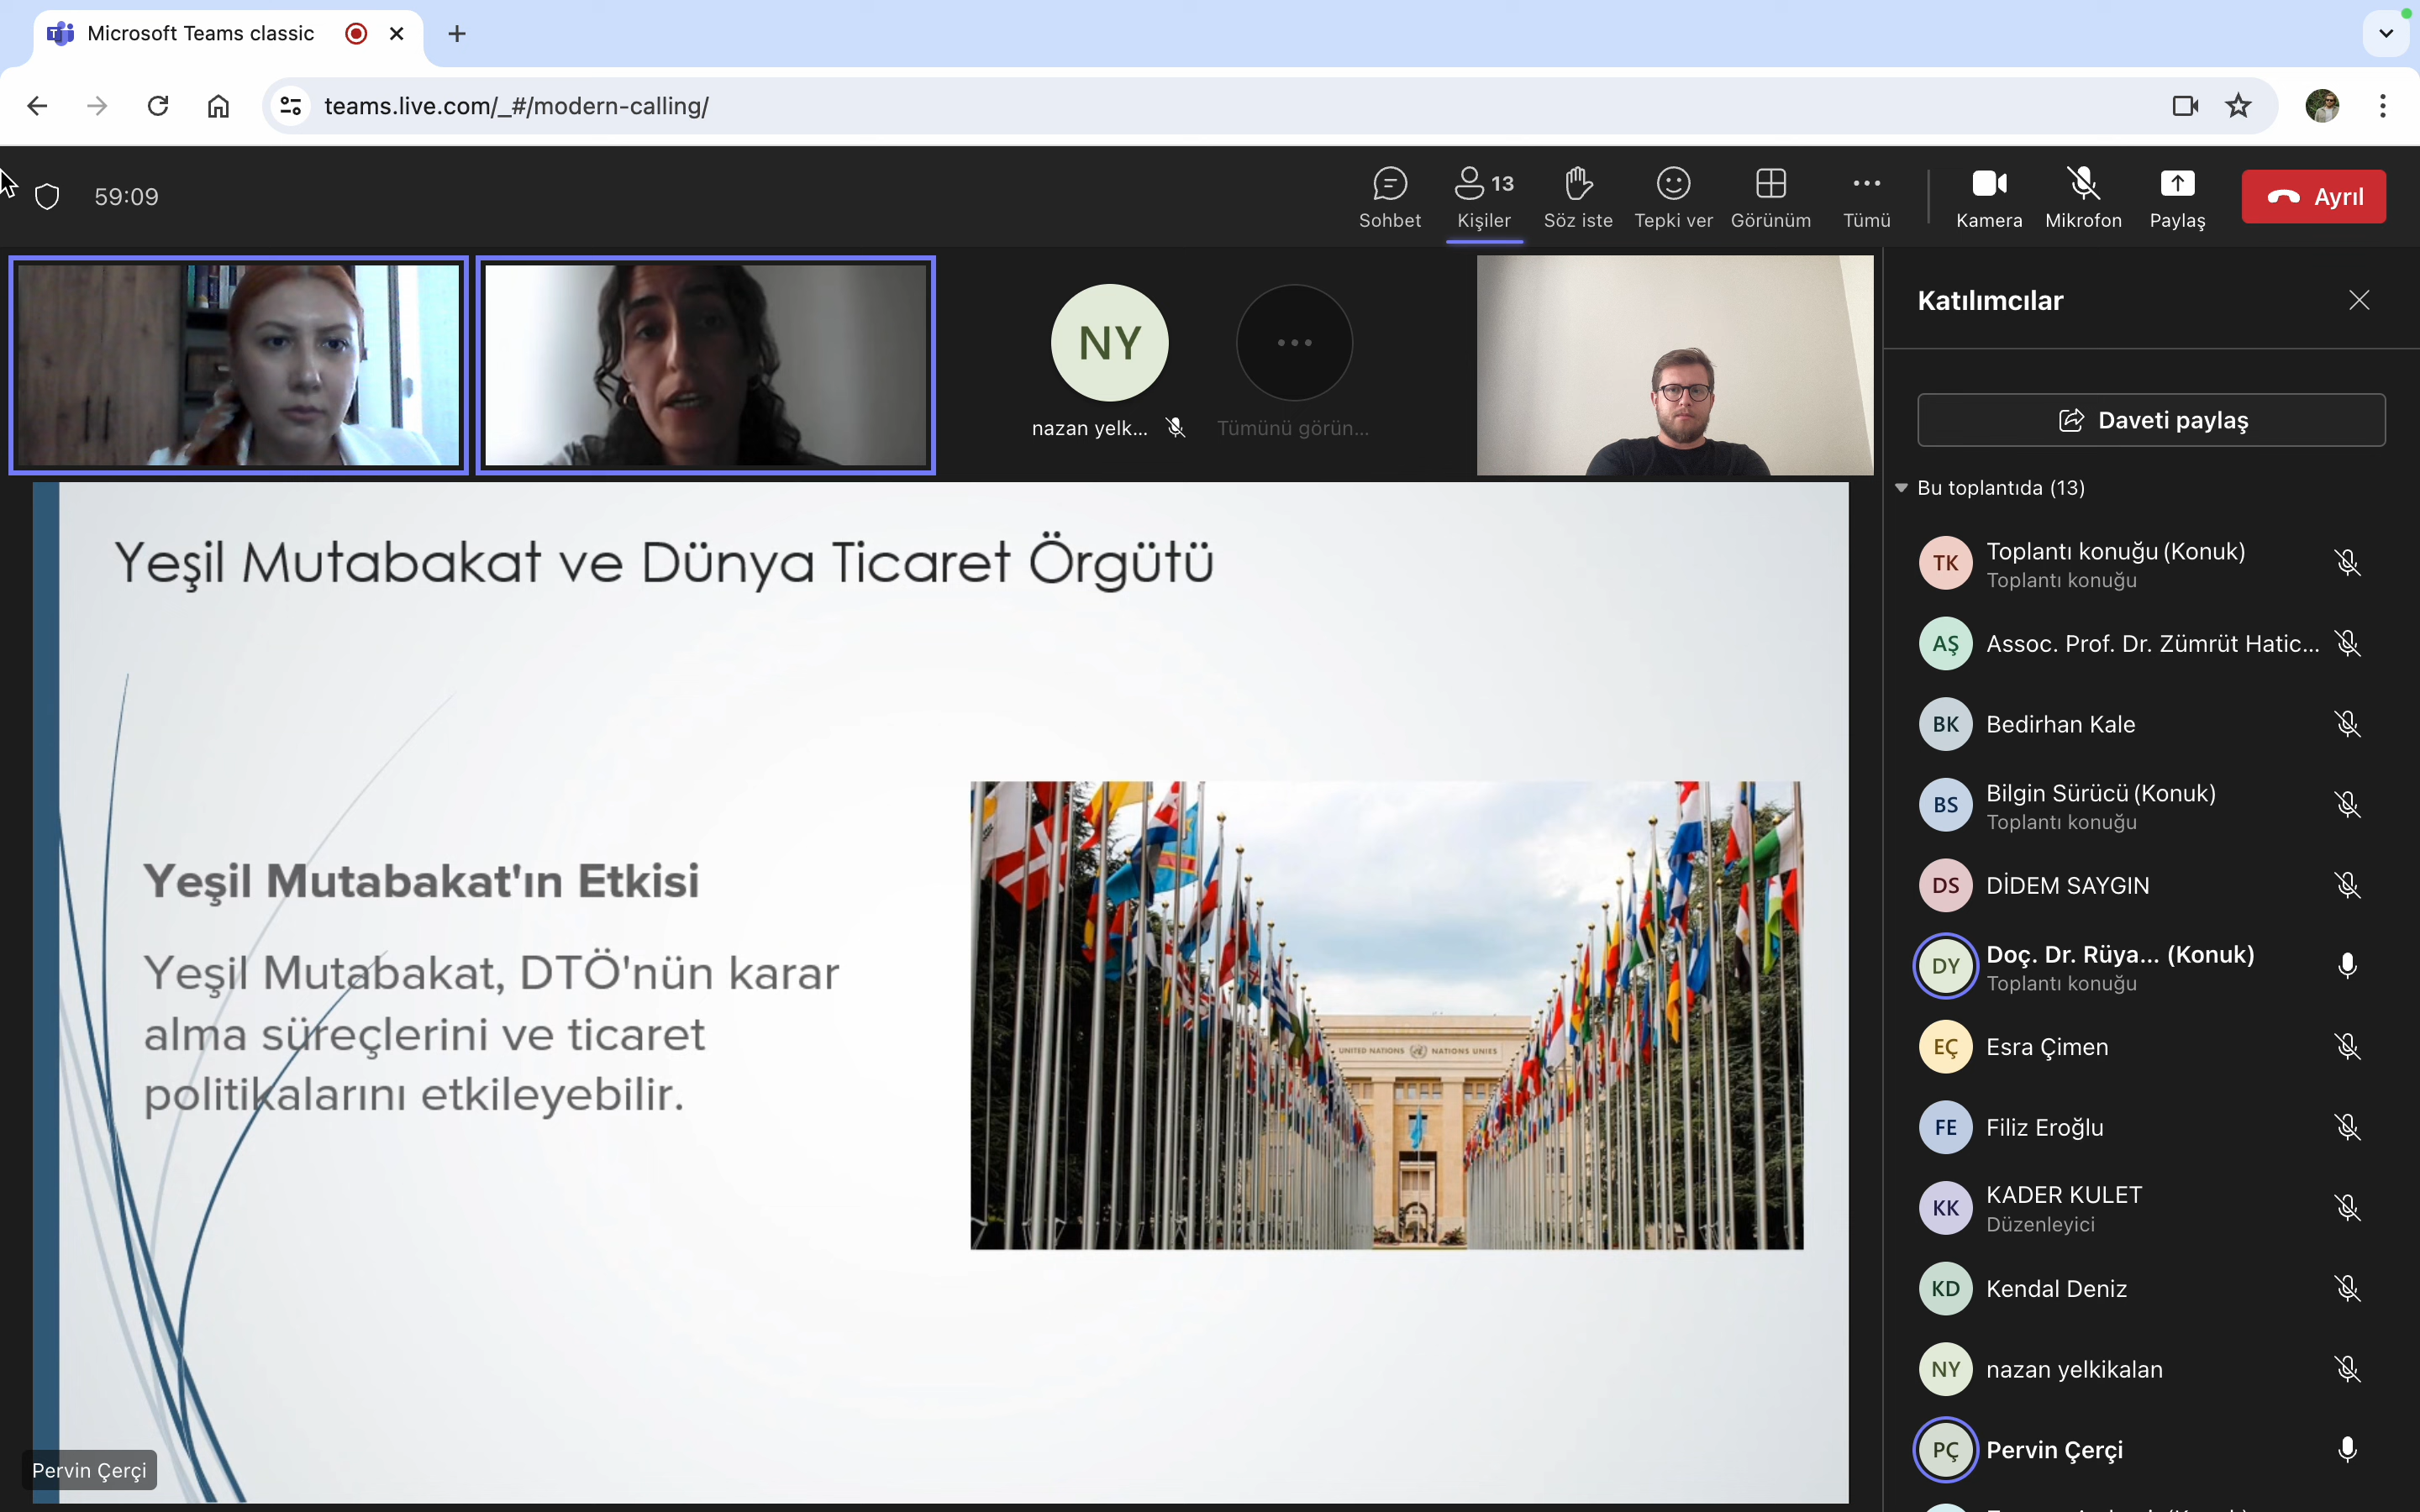 Microsoft Teams classic
teams.live.com/_#/modern-calling/
59:09
Sohbet
13
Kişiler
Söz iste
Tepki ver
Görünüm
Tümü
Kamera
Mikrofon
Paylaş
Ayrıl
NY
nazan yelk...
Tümünü görün...
Yeşil Mutabakat ve Dünya Ticaret Örgütü
Yeşil Mutabakat'ın Etkisi
Yeşil Mutabakat, DTÖ'nün karar
alma süreçlerini ve ticaret
politikalarını etkileyebilir.
UNITED NATIONS NATIONS UNIES
Pervin Çerçi
Katılımcılar
Daveti paylaş
Bu toplantıda (13)
TK
Toplantı konuğu (Konuk)
Toplantı konuğu
AŞ
Assoc. Prof. Dr. Zümrüt Hatic...
BK
Bedirhan Kale
BS
Bilgin Sürücü (Konuk)
Toplantı konuğu
DS
DİDEM SAYGIN
DY
Doç. Dr. Rüya... (Konuk)
Toplantı konuğu
EÇ
Esra Çimen
FE
Filiz Eroğlu
KK
KADER KULET
Düzenleyici
KD
Kendal Deniz
NY
nazan yelkikalan
PÇ
Pervin Çerçi